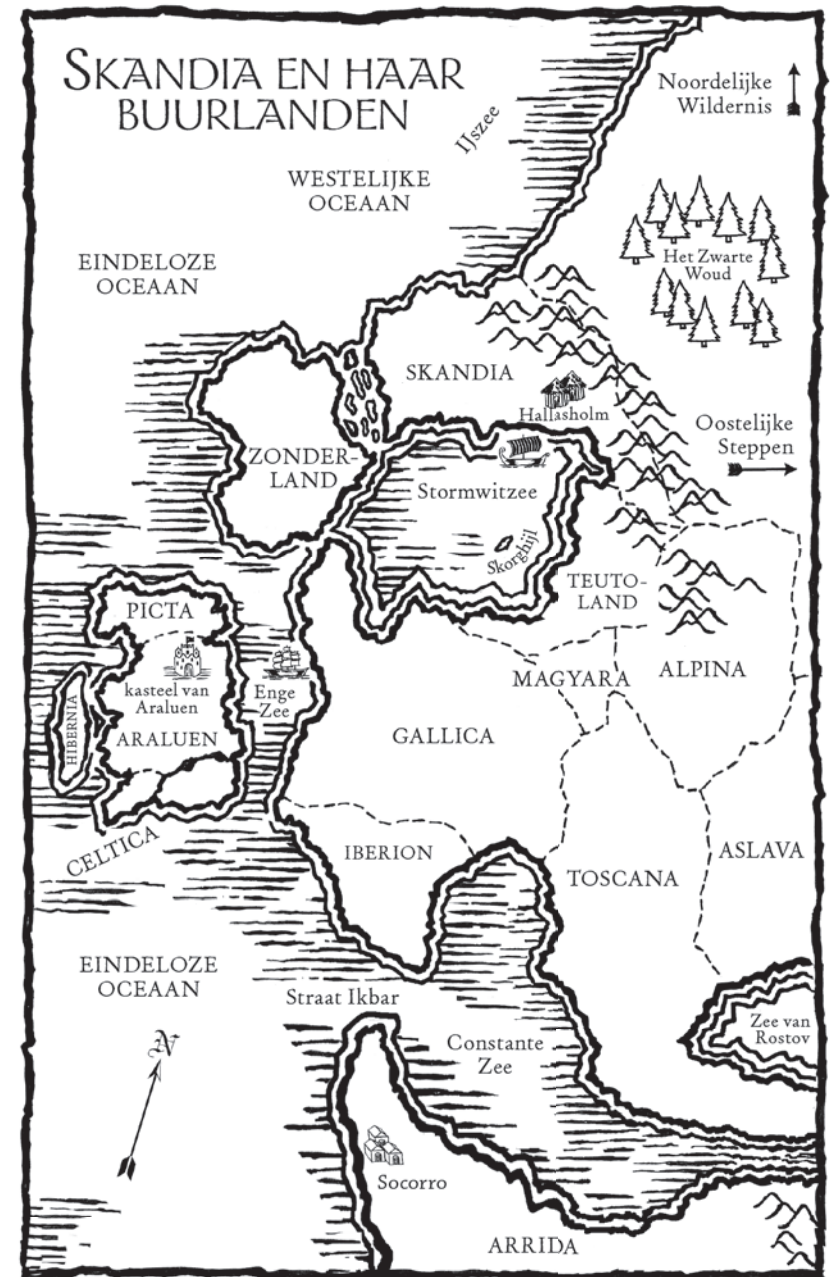 SKANDIA EN HAAR
BUURLANDEN
Noordelijke
Wildernis
IJszee
WESTELIJKE
OCEAAN
EINDELOZE
OCEAAN
Het Zwarte
Woud
SKANDIA
Hallasholm
Oostelijke
Steppen
ZONDER-
LAND
Stormwitzee
Skorghijl
TEUTO-
LAND
PICTA
kasteel van
Araluen
ARALUEN
HIBERNIA
Enge
Zee
MAGYARA
ALPINA
GALLICA
CELTICA
IBERION
TOSCANA
ASLAVA
EINDELOZE
OCEAAN
Straat Ikbar
Zee van
Rostov
Constante
Zee
N
Socorro
ARRIDA